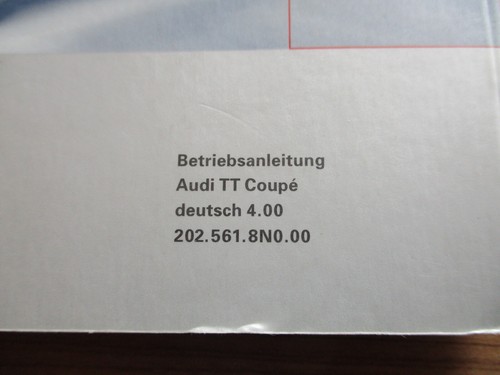 Betriebsanleitung
Audi TT Coupé
deutsch 4.00
202.561.8N0.00